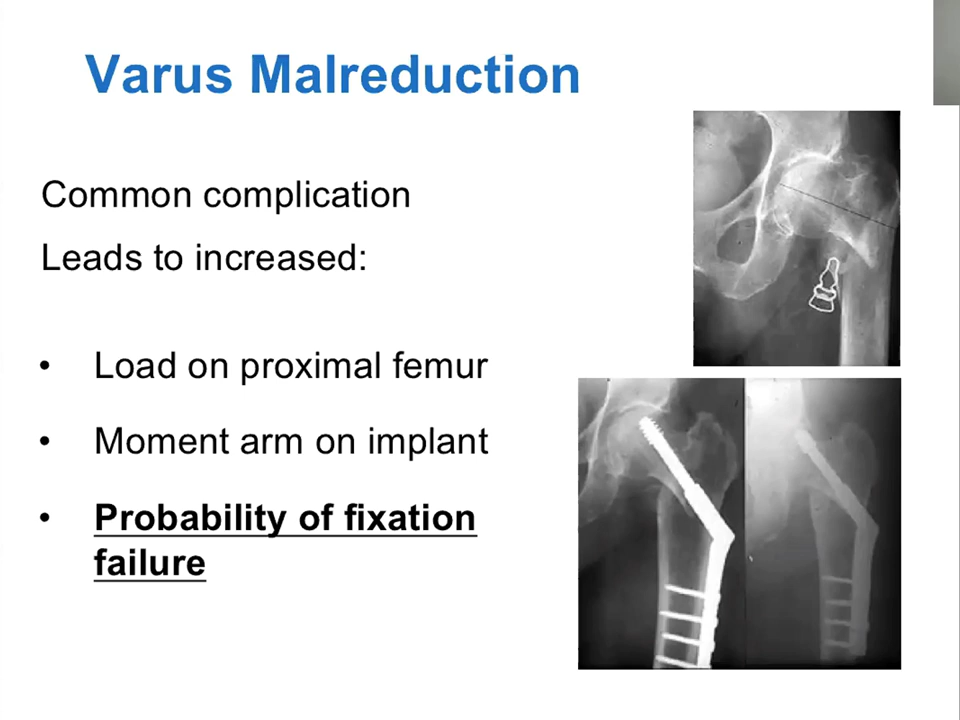 Varus Malreduction
Common complication
Leads to increased:
• Load on proximal femur
• Moment arm on implant
• Probability of fixation
failure